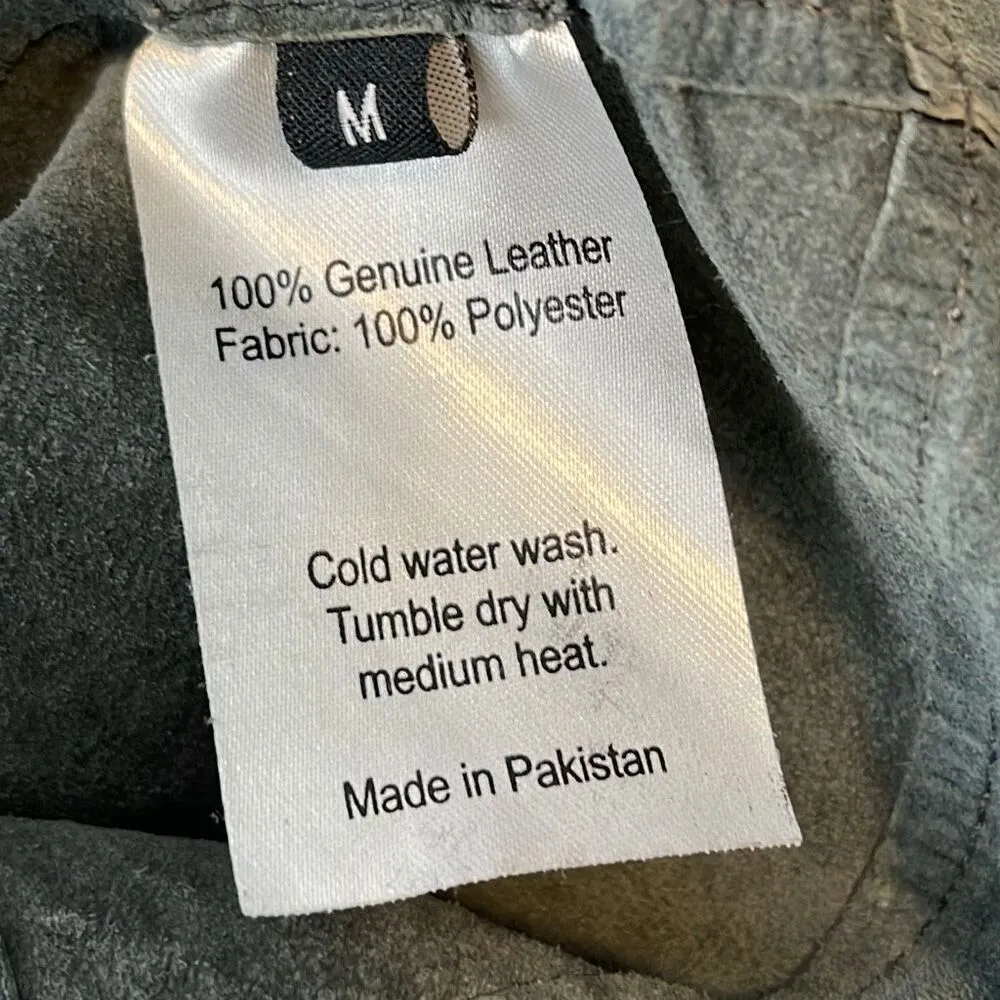 M
100% Genuine Leather
Fabric: 100% Polyester
Cold water wash.
Tumble dry with
medium heat.
Made in Pakistan